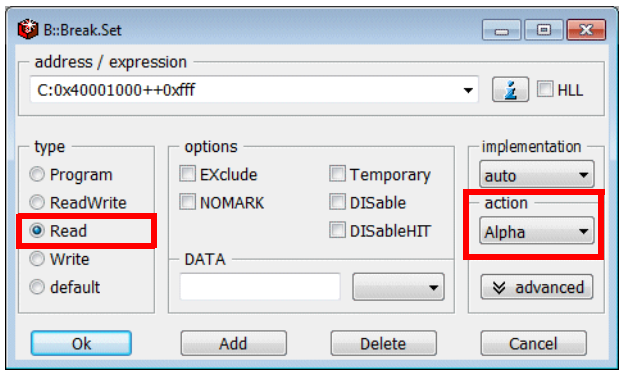 B::Break.Set
address / expression
C:0x40001000++0xfff
HLL
type
Program
ReadWrite
Read
Write
default
options
EXclude
Temporary
NOMARK
DISable
DISableHIT
DATA
implementation
auto
action
Alpha
advanced
Ok
Add
Delete
Cancel